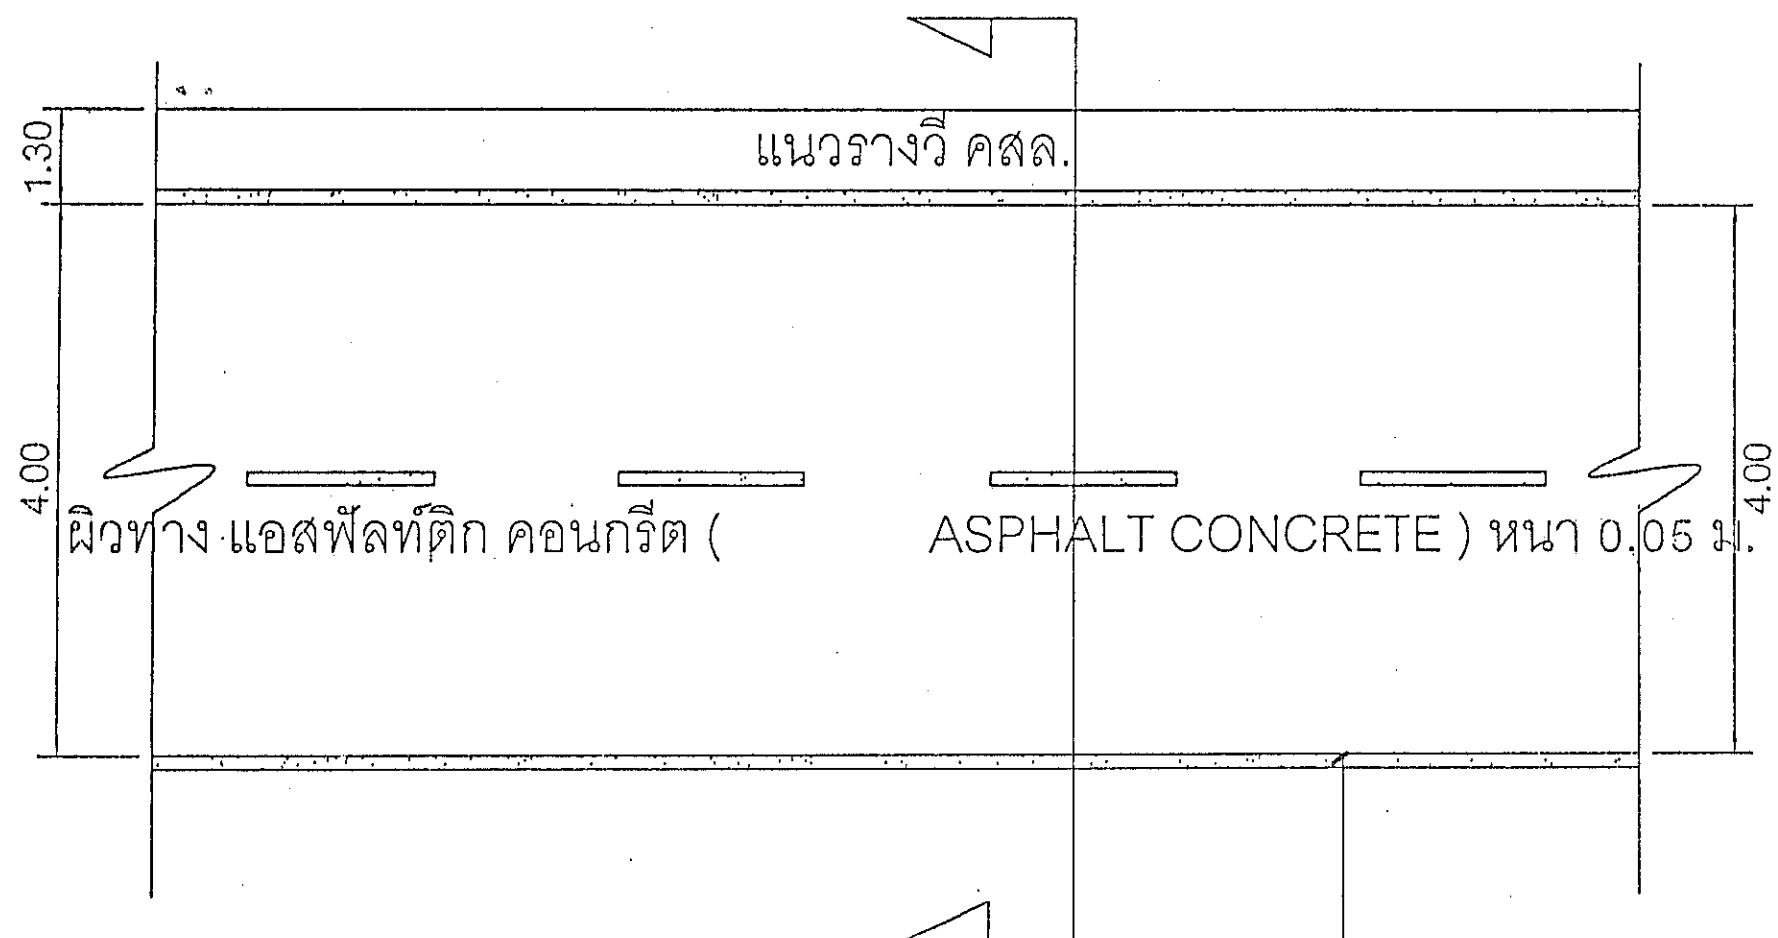 1.30
แนวรางวี คสล.
4.00
4.00
ผิวทาง แอสฟัลท์ติก คอนกรีต ( ASPHALT CONCRETE ) หนา 0.05 ม.